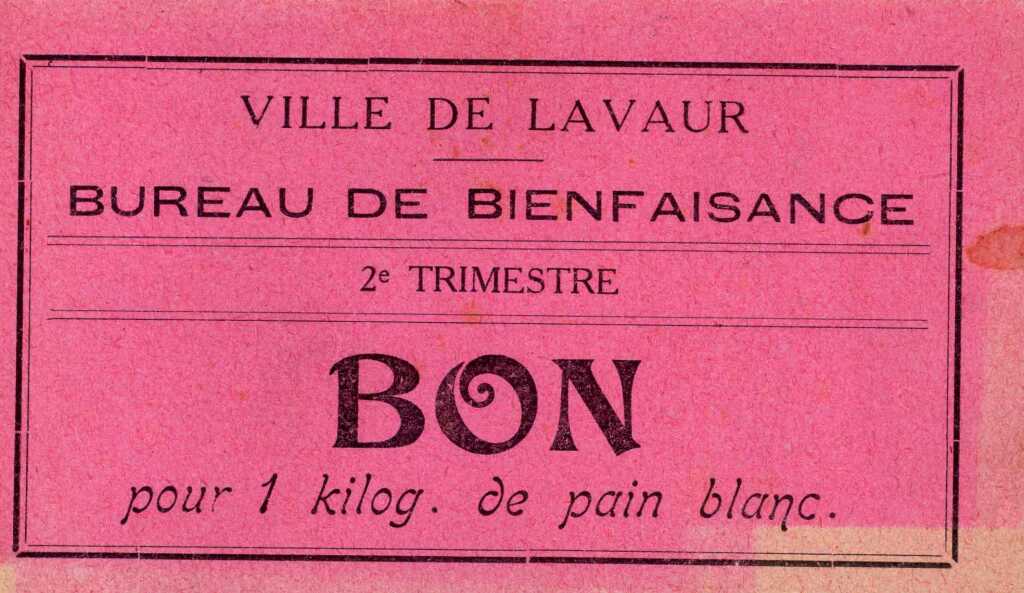 VILLE DE LAVAUR
BUREAU DE BIENFAISANCE
2e TRIMESTRE
BON
pour 1 kilog. de pain blanc.